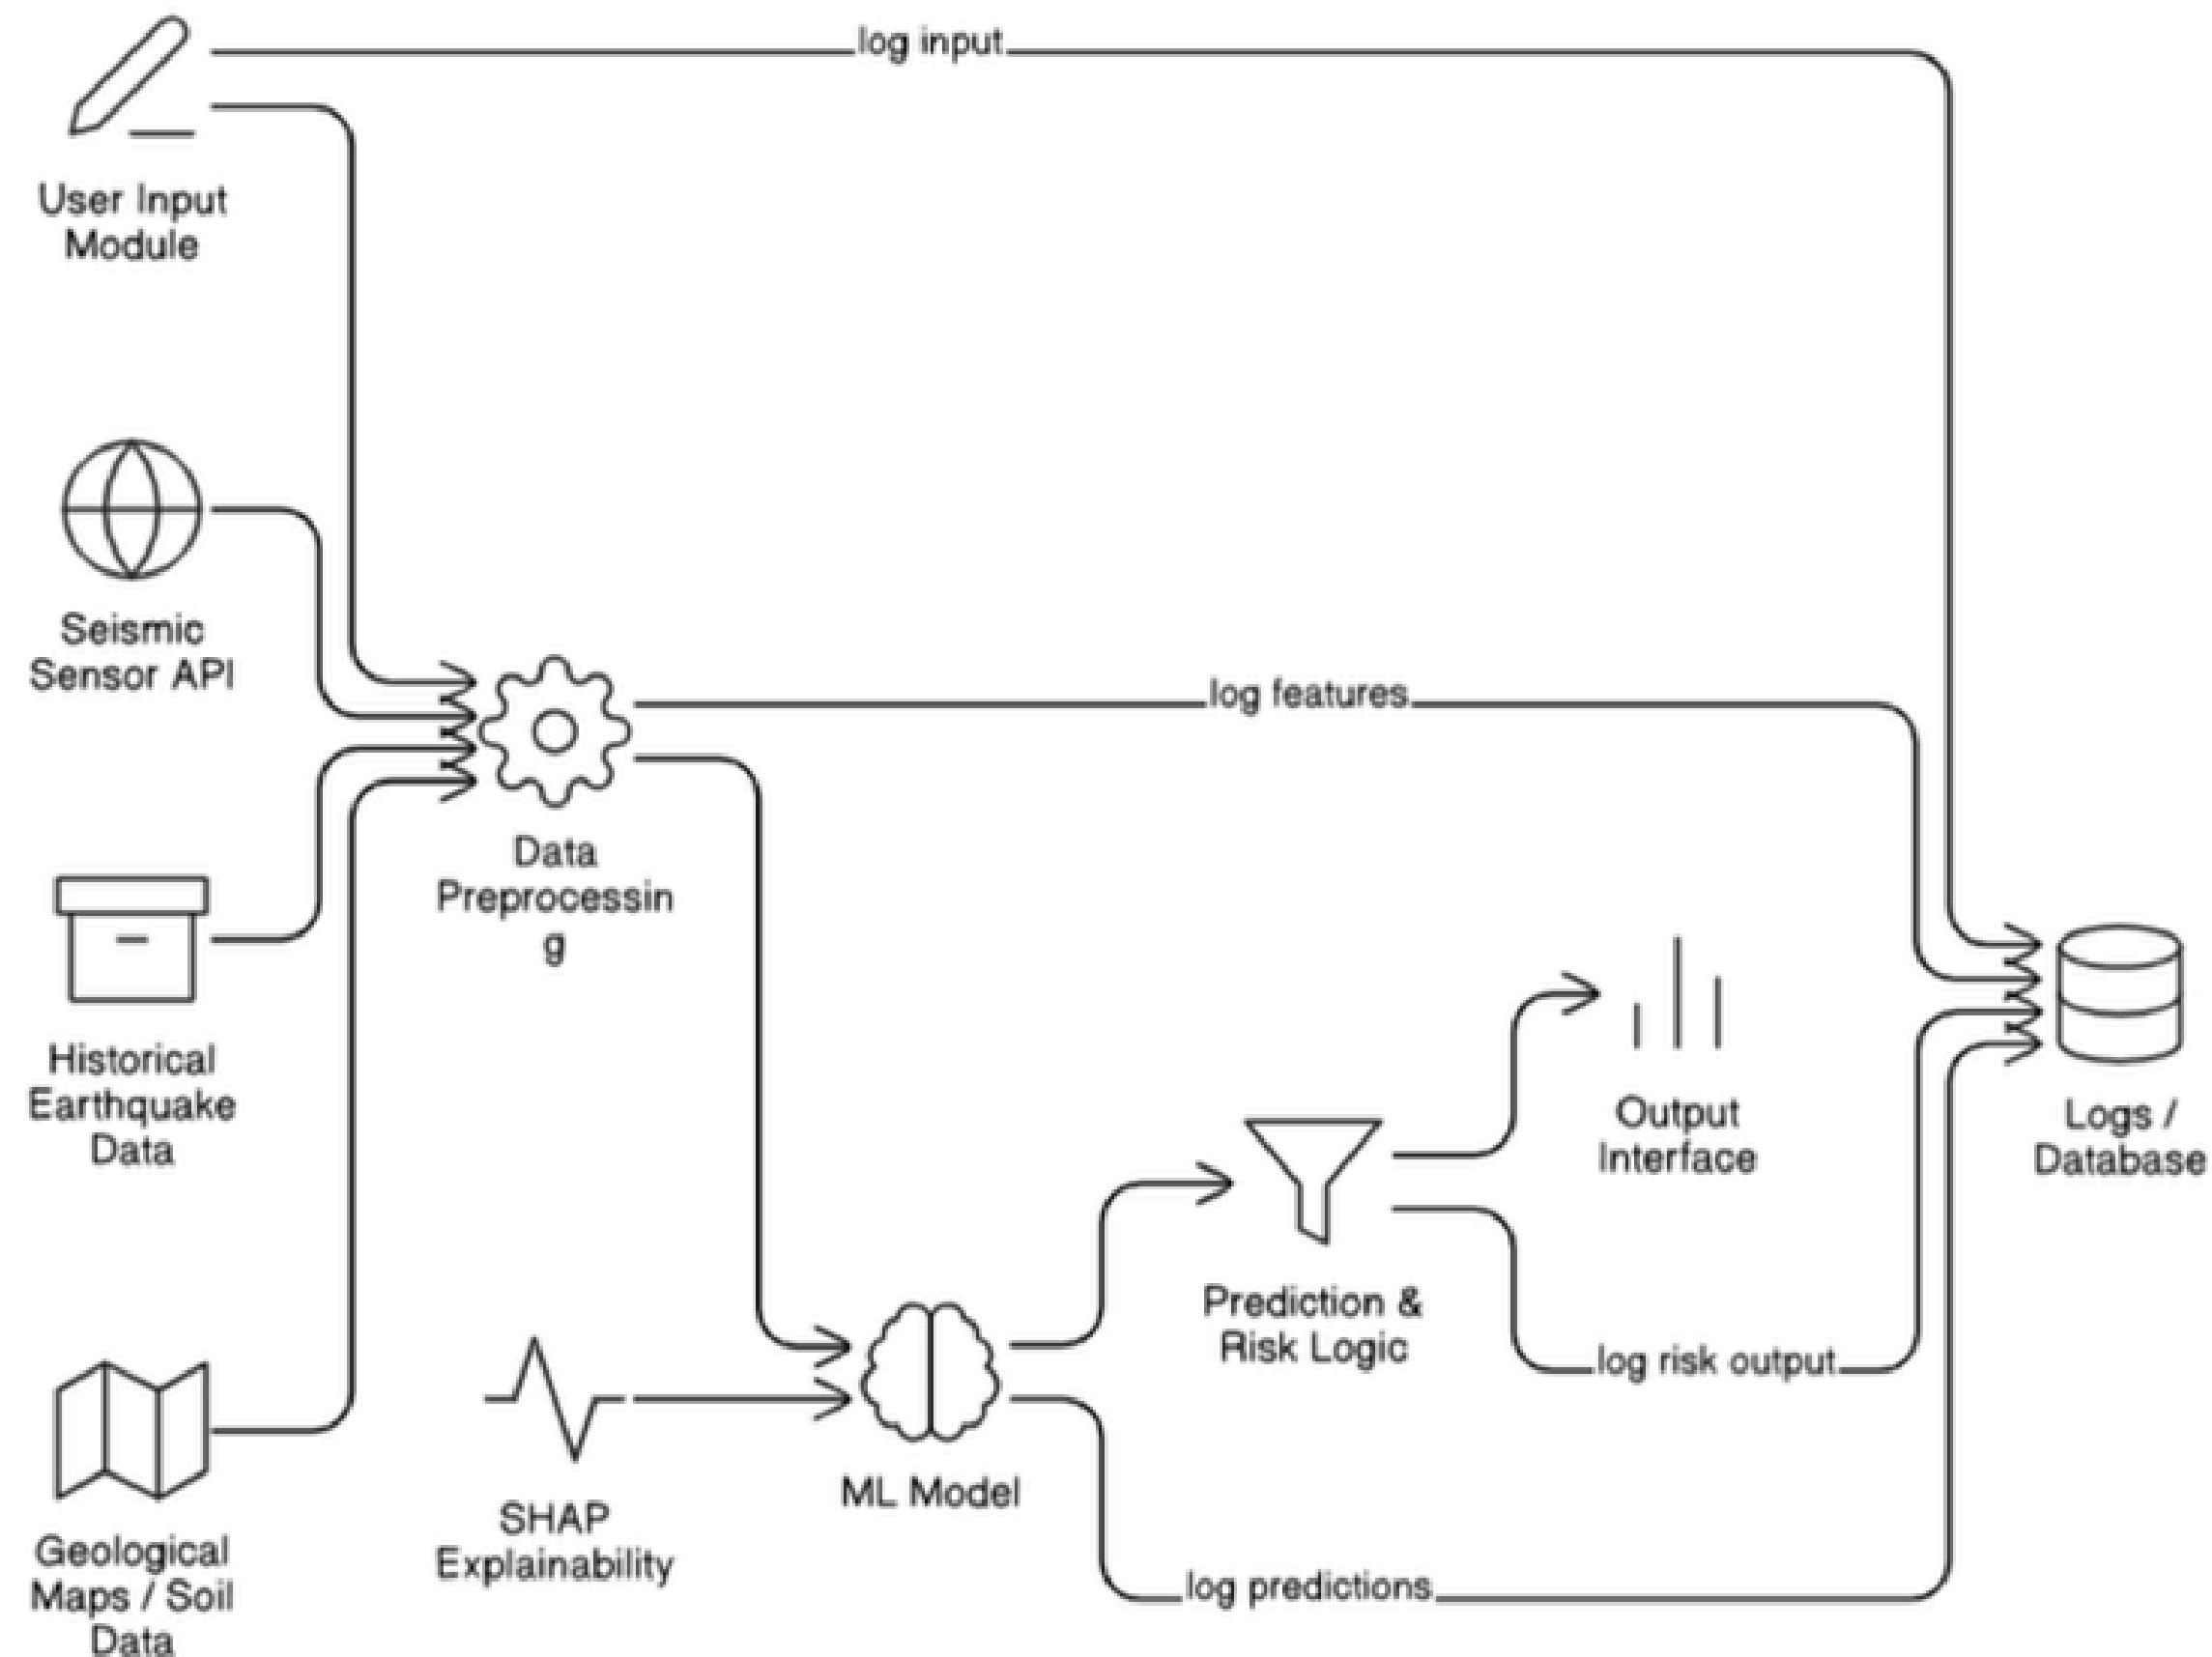 log input
User Input
Module
Seismic
Sensor API
log features
Data
Preprocessin
g
Historical
Earthquake
Data
Output
Interface
Logs /
Database
Prediction &
Risk Logic
log risk output
ML Model
SHAP
Explainability
Geological
Maps / Soil
Data
log predictions